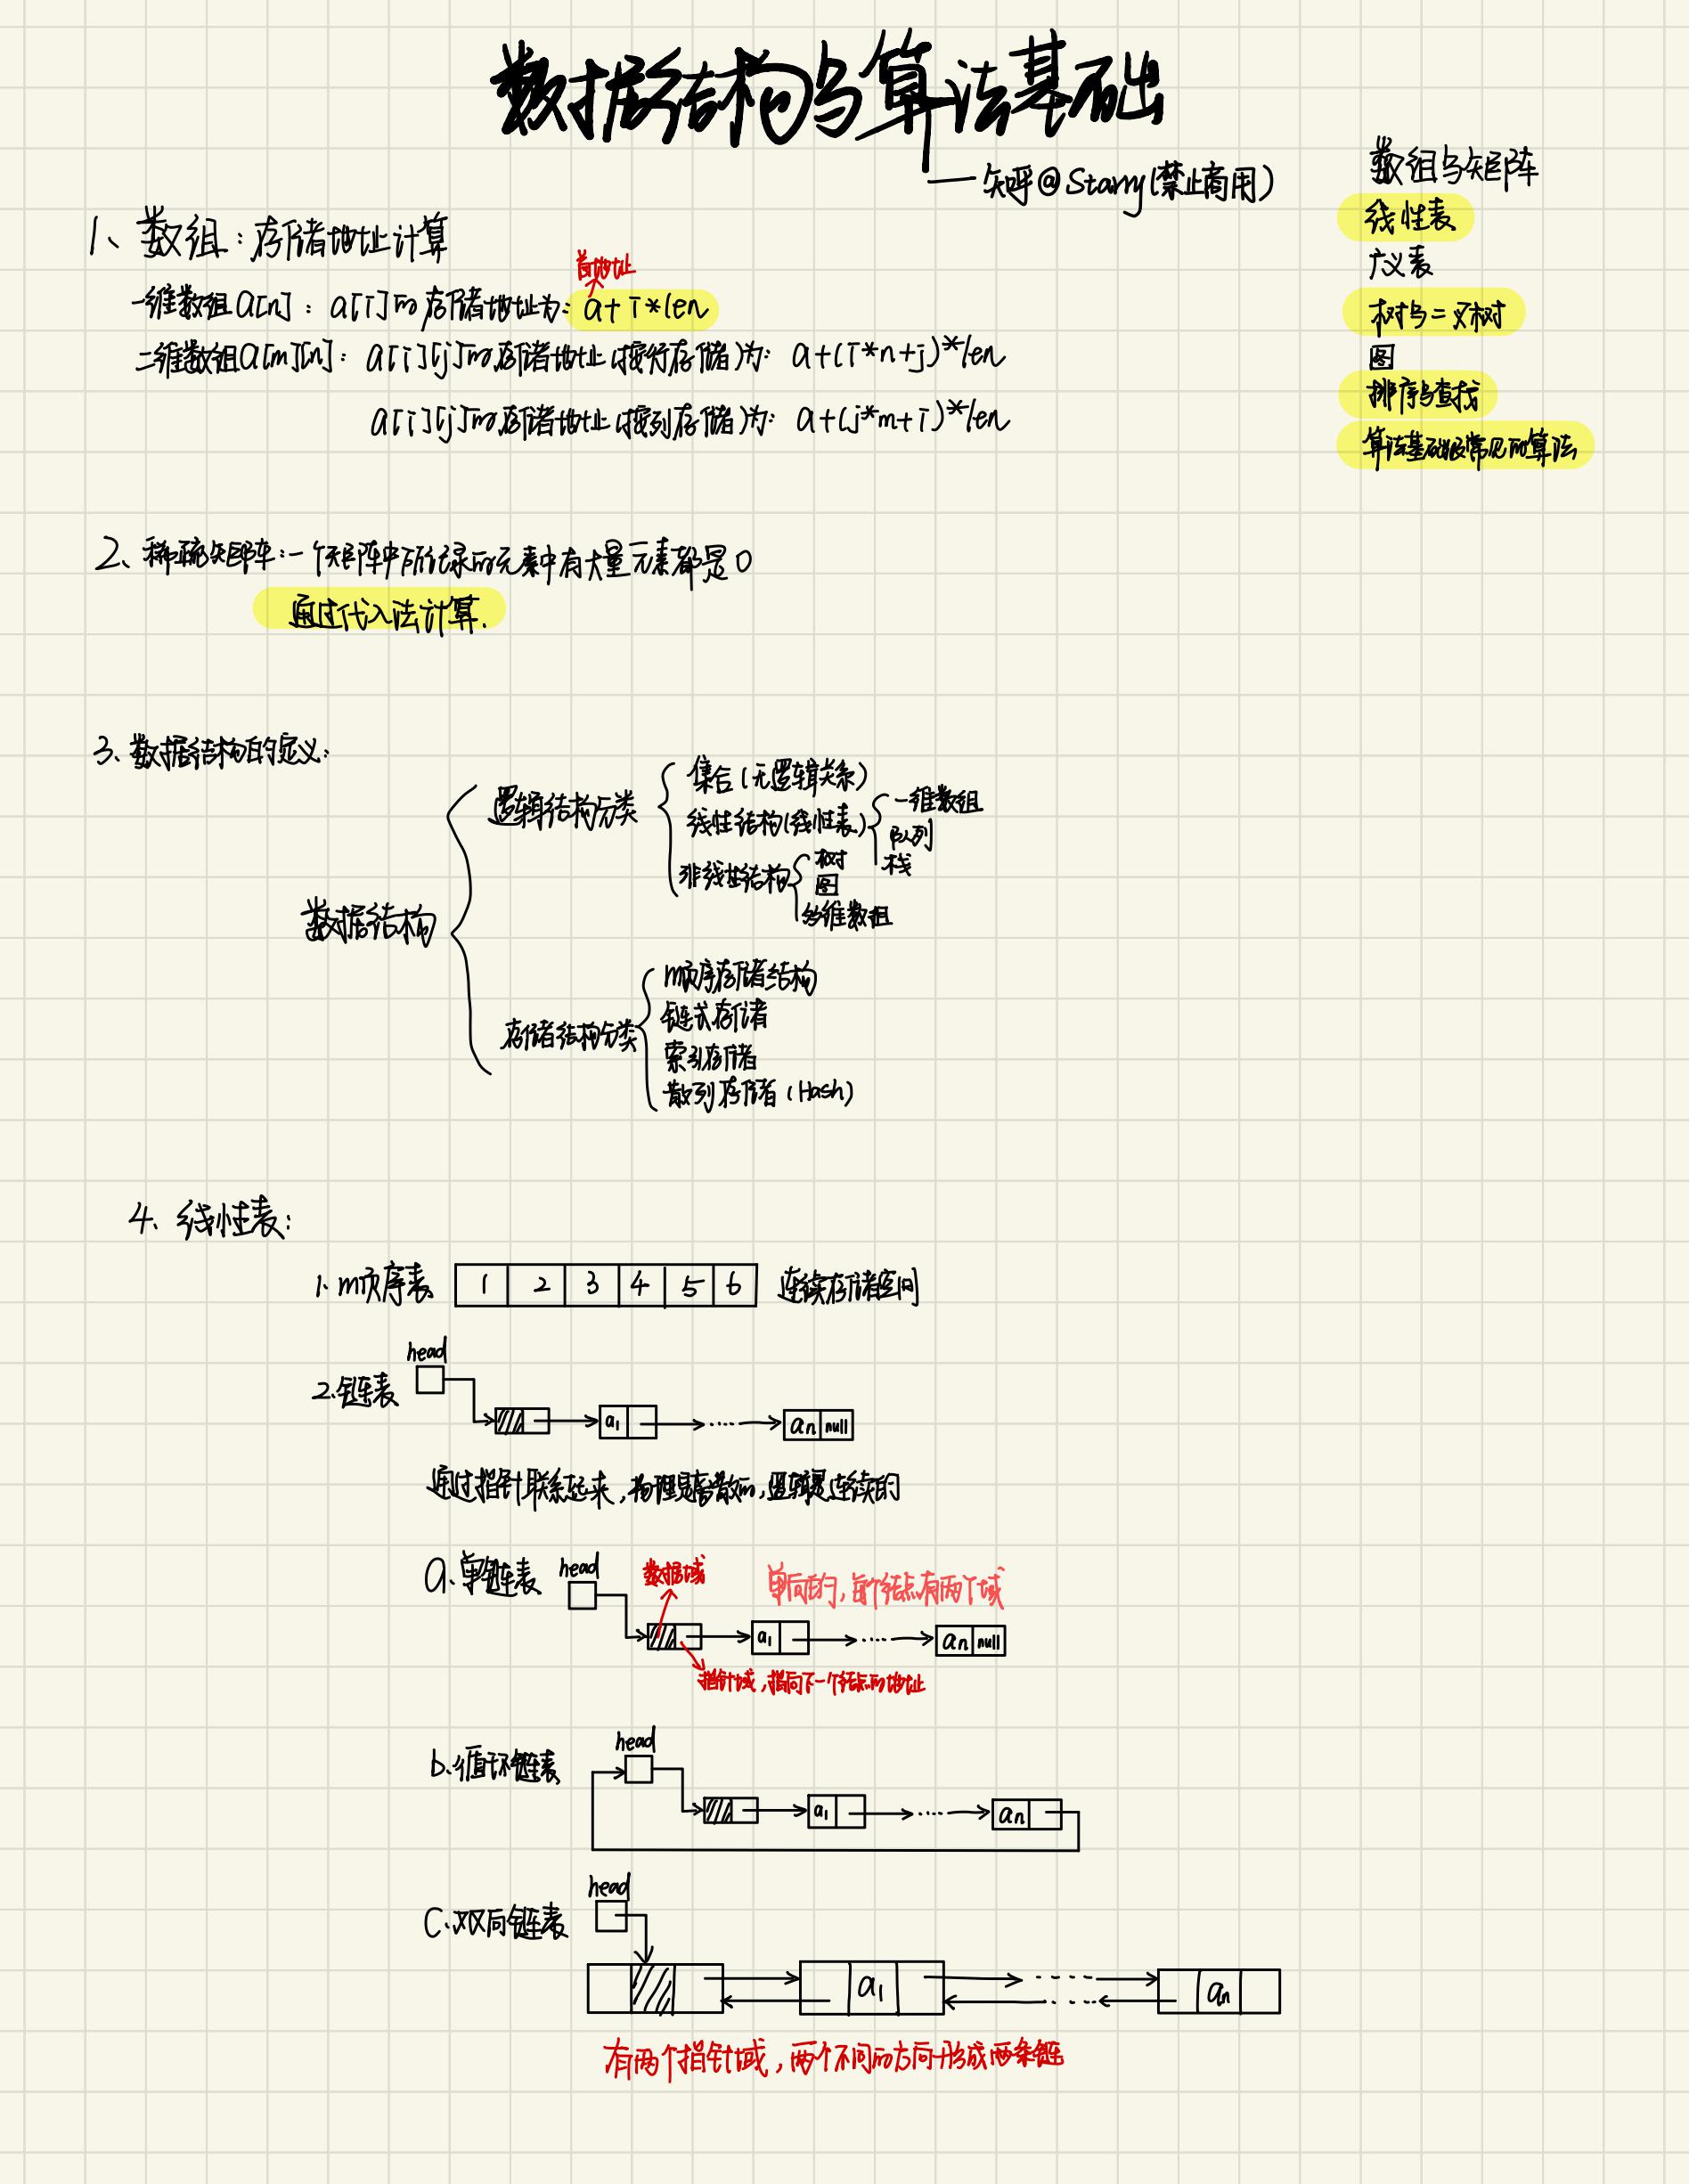 数据结构与算法基础
——知乎@Starry(禁止商用)
数组与矩阵
线性表
广义表
树与二叉树
图
排序与查找
算法基础及常见的算法
1、数组:存储地址计算
首地址
一维数组a[n]:a[i]的存储地址为:a+i*len
二维数组a[m][n]:a[i][j]的存储地址(按行存储)为:a+(i*n+j)*len
a[i][j]的存储地址(按列存储)为:a+(j*m+i)*len
2、稀疏矩阵:一个矩阵中所记录的元素中有大量元素都是0
通过代入法计算.
3、数据结构的定义:
数据结构
逻辑结构分类
集合(无逻辑关系)
线性结构(线性表)
一维数组
队列
栈
非线性结构
树
图
多维数组
存储结构分类
顺序存储结构
链式存储
索引存储
散列存储(Hash)
4、线性表:
1.顺序表 1 2 3 4 5 6 连续存储空间
head
2.链表
a1 …… an null
通过指针联系起来,物理是离散的,逻辑是连续的
a.单链表 head 数据域 单向的,每个结点有两个域
a1 …… an null
指针域,指向下一个结点的地址
head
b.循环链表
a1 …… an
head
c.双向链表
a1 …… an
有两个指针域,两个不同的方向形成两条链